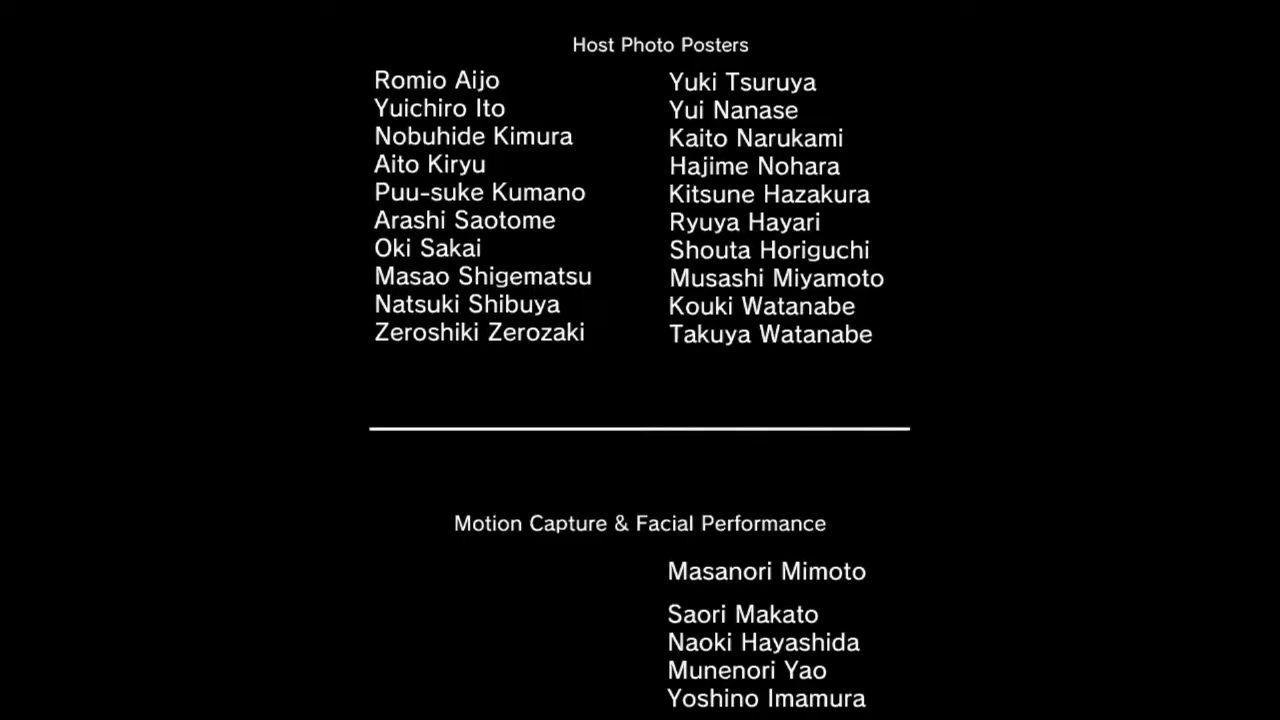 Host Photo Posters
Romio Aijo
Yuichiro Ito
Nobuhide Kimura
Aito Kiryu
Puu-suke Kumano
Arashi Saotome
Oki Sakai
Masao Shigematsu
Natsuki Shibuya
Zeroshiki Zerozaki
Yuki Tsuruya
Yui Nanase
Kaito Narukami
Hajime Nohara
Kitsune Hazakura
Ryuya Hayari
Shouta Horiguchi
Musashi Miyamoto
Kouki Watanabe
Takuya Watanabe
Motion Capture & Facial Performance
Masanori Mimoto
Saori Makato
Naoki Hayashida
Munenori Yao
Yoshino Imamura